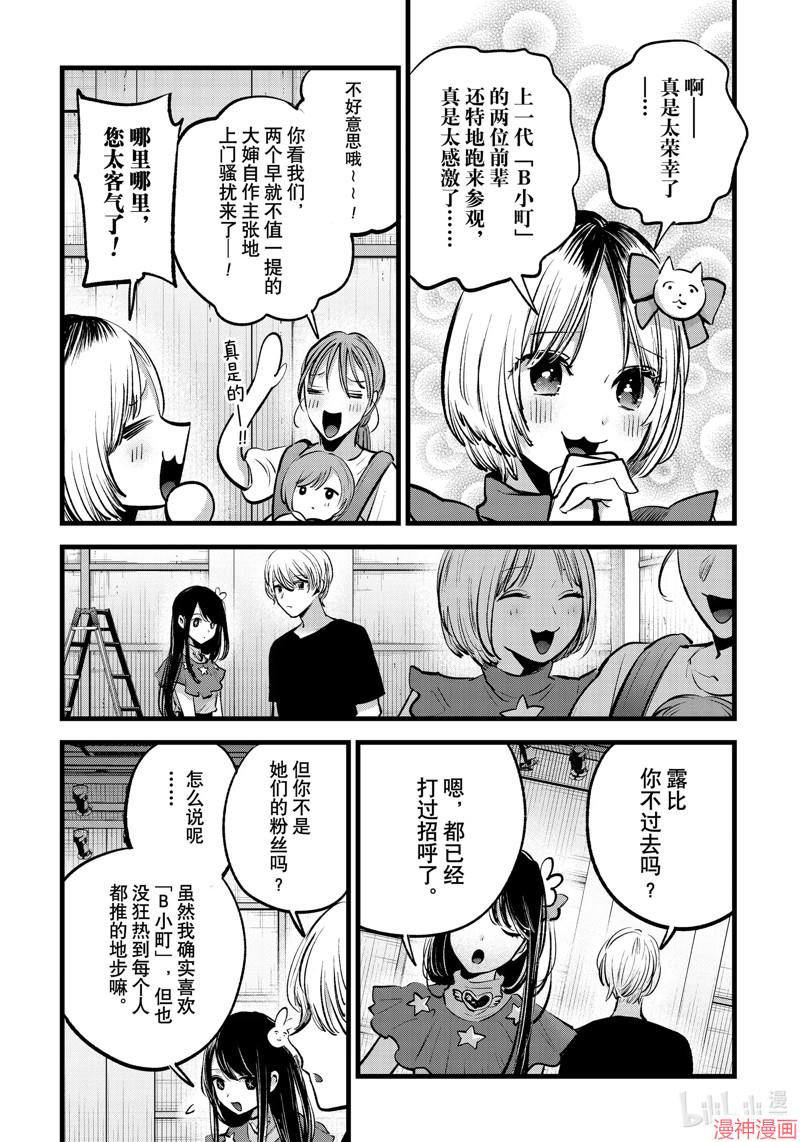 啊——
真是太荣幸了
……
上一代「B小町」
的两位前辈
还特地跑来参观，
真是太感激了……
不好意思哦～～！
你看我们，
两个早就不值一提的
大婶自作主张地
上门骚扰来了——！
真是的——!!
哪里哪里，
您太客气了！
露比
你不过去吗？
嗯，都已经
打过招呼了。
但你不是
她们的粉丝吗？
怎么说呢
……
虽然我确实喜欢
「B小町」，但也
没狂热到每个人
都推的地步嘛。
bilibili 漫
漫神漫画